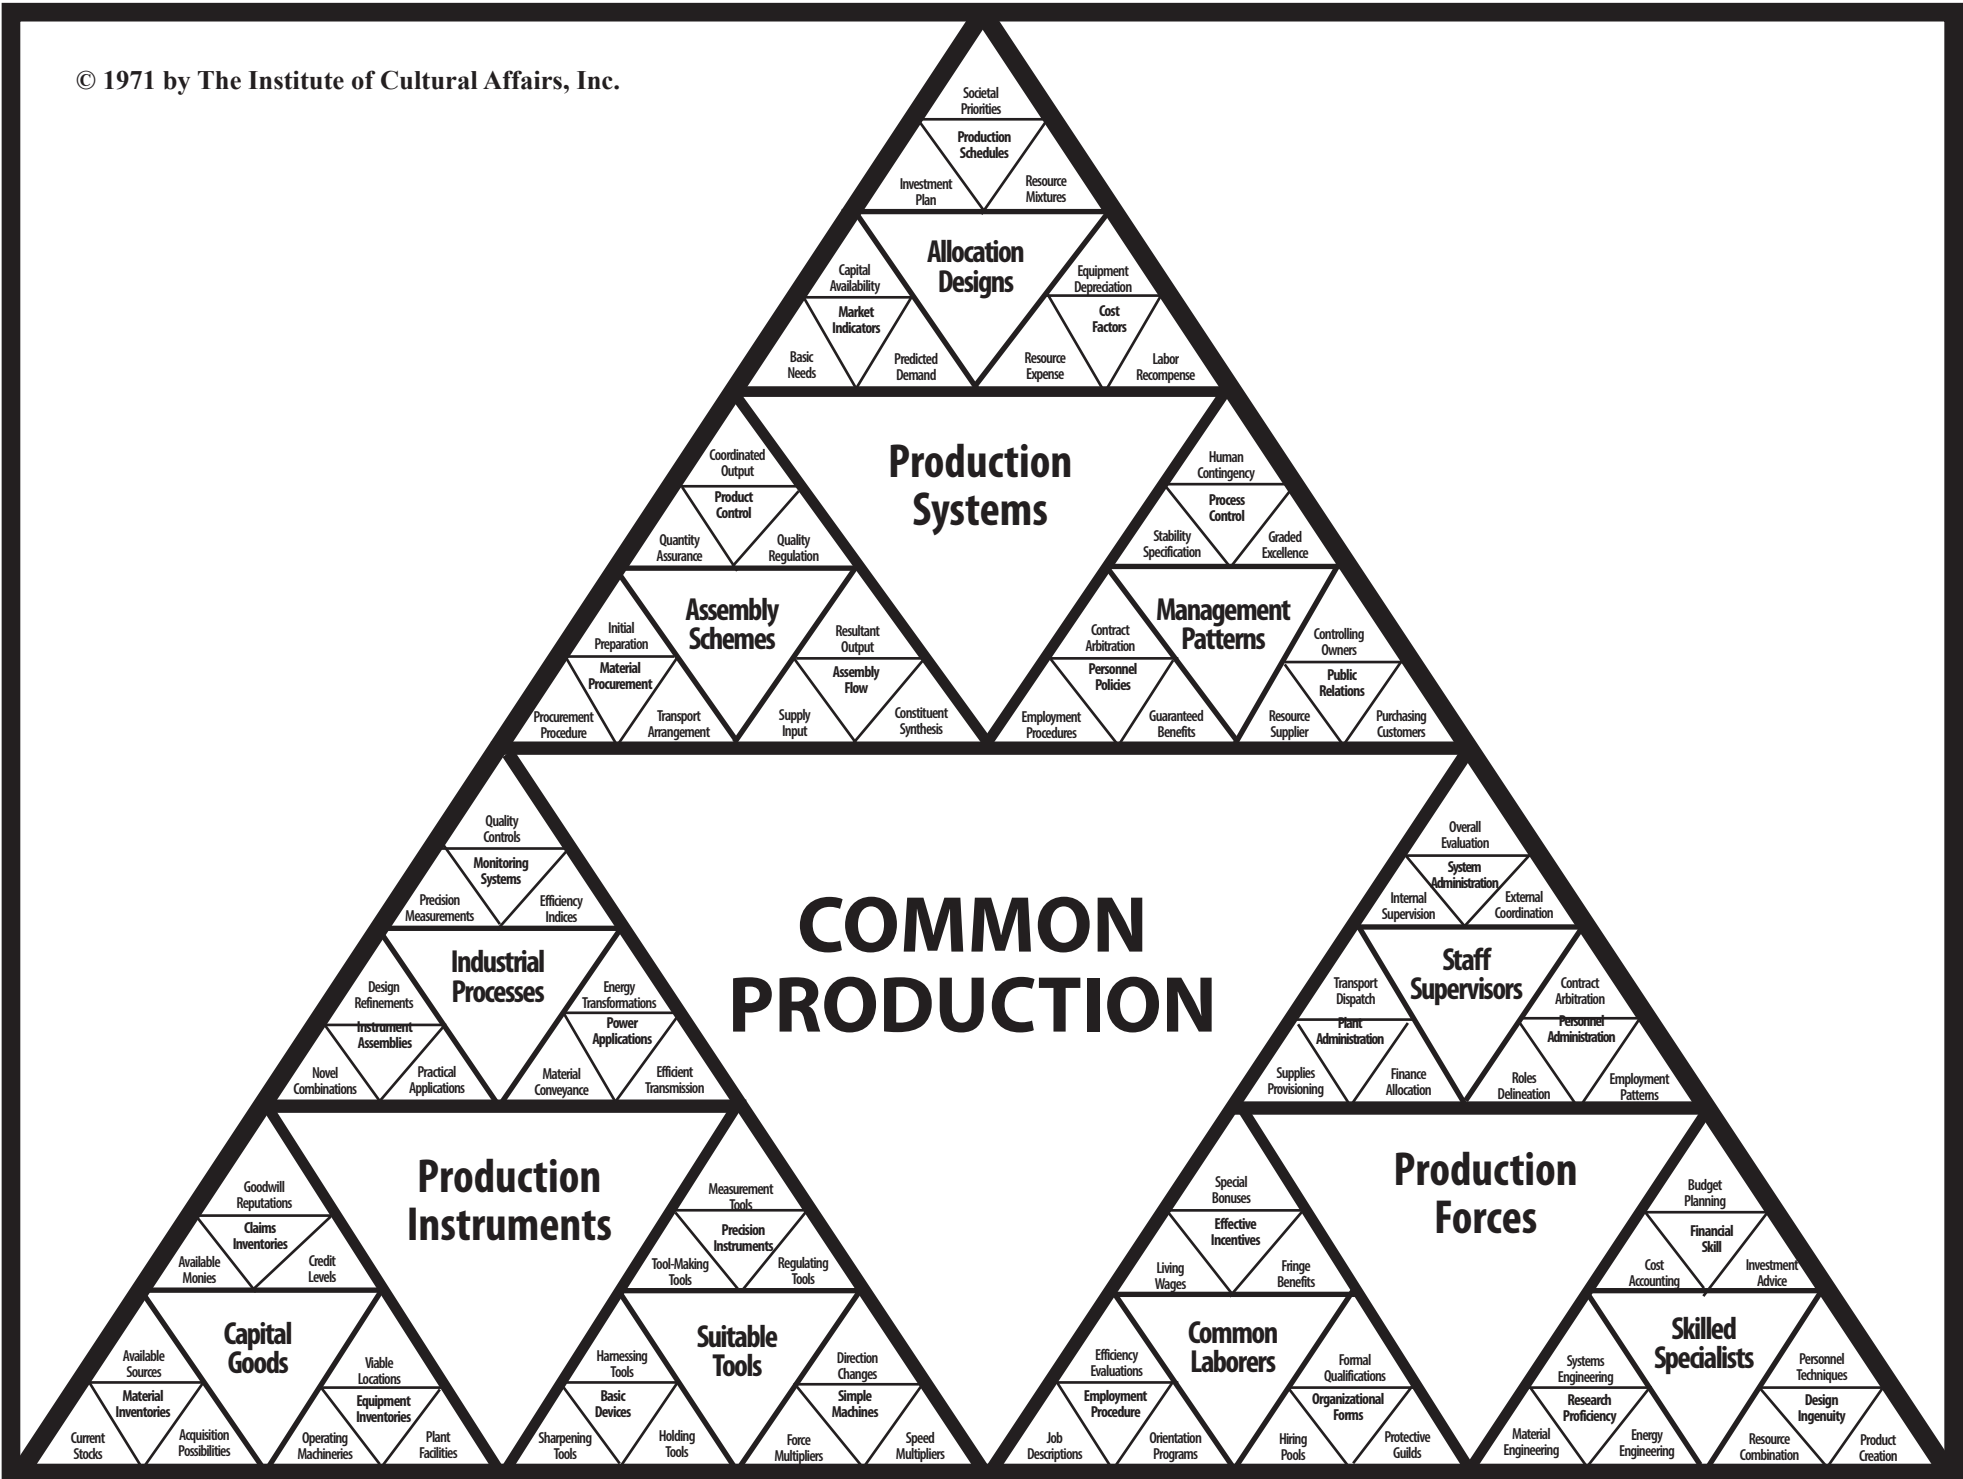 © 1971 by The Institute of Cultural Affairs, Inc.
Societal
Priorities
Production
Schedules
Investment
Plan
Resource
Mixtures
Allocation
Designs
Capital
Availability
Market
Indicators
Basic
Needs
Predicted
Demand
Equipment
Depreciation
Cost
Factors
Resource
Expense
Labor
Recompense
Production
Systems
Coordinated
Output
Product
Control
Quantity
Assurance
Quality
Regulation
Assembly
Schemes
Initial
Preparation
Material
Procurement
Procurement
Procedure
Transport
Arrangement
Resultant
Output
Assembly
Flow
Supply
Input
Constituent
Synthesis
Human
Contingency
Process
Control
Stability
Specification
Graded
Excellence
Management
Patterns
Contract
Arbitration
Personnel
Policies
Employment
Procedures
Guaranteed
Benefits
Controlling
Owners
Public
Relations
Resource
Supplier
Purchasing
Customers
COMMON
PRODUCTION
Quality
Controls
Monitoring
Systems
Precision
Measurements
Efficiency
Indices
Industrial
Processes
Design
Refinements
Instrument
Assemblies
Novel
Combinations
Practical
Applications
Energy
Transformations
Power
Applications
Material
Conveyance
Efficient
Transmission
Production
Instruments
Goodwill
Reputations
Claims
Inventories
Available
Monies
Credit
Levels
Capital
Goods
Available
Sources
Material
Inventories
Current
Stocks
Acquisition
Possibilities
Viable
Locations
Equipment
Inventories
Operating
Machineries
Plant
Facilities
Measurement
Tools
Precision
Instruments
Tool-Making
Tools
Regulating
Tools
Suitable
Tools
Harnessing
Tools
Basic
Devices
Sharpening
Tools
Holding
Tools
Direction
Changes
Simple
Machines
Force
Multipliers
Speed
Multipliers
Overall
Evaluation
System
Administration
Internal
Supervision
External
Coordination
Staff
Supervisors
Transport
Dispatch
Plant
Administration
Supplies
Provisioning
Finance
Allocation
Contract
Arbitration
Personnel
Administration
Roles
Delineation
Employment
Patterns
Production
Forces
Special
Bonuses
Effective
Incentives
Living
Wages
Fringe
Benefits
Common
Laborers
Efficiency
Evaluations
Employment
Procedure
Job
Descriptions
Orientation
Programs
Formal
Qualifications
Organizational
Forms
Hiring
Pools
Protective
Guilds
Budget
Planning
Financial
Skill
Cost
Accounting
Investment
Advice
Skilled
Specialists
Systems
Engineering
Research
Proficiency
Material
Engineering
Energy
Engineering
Personnel
Techniques
Design
Ingenuity
Resource
Combination
Product
Creation